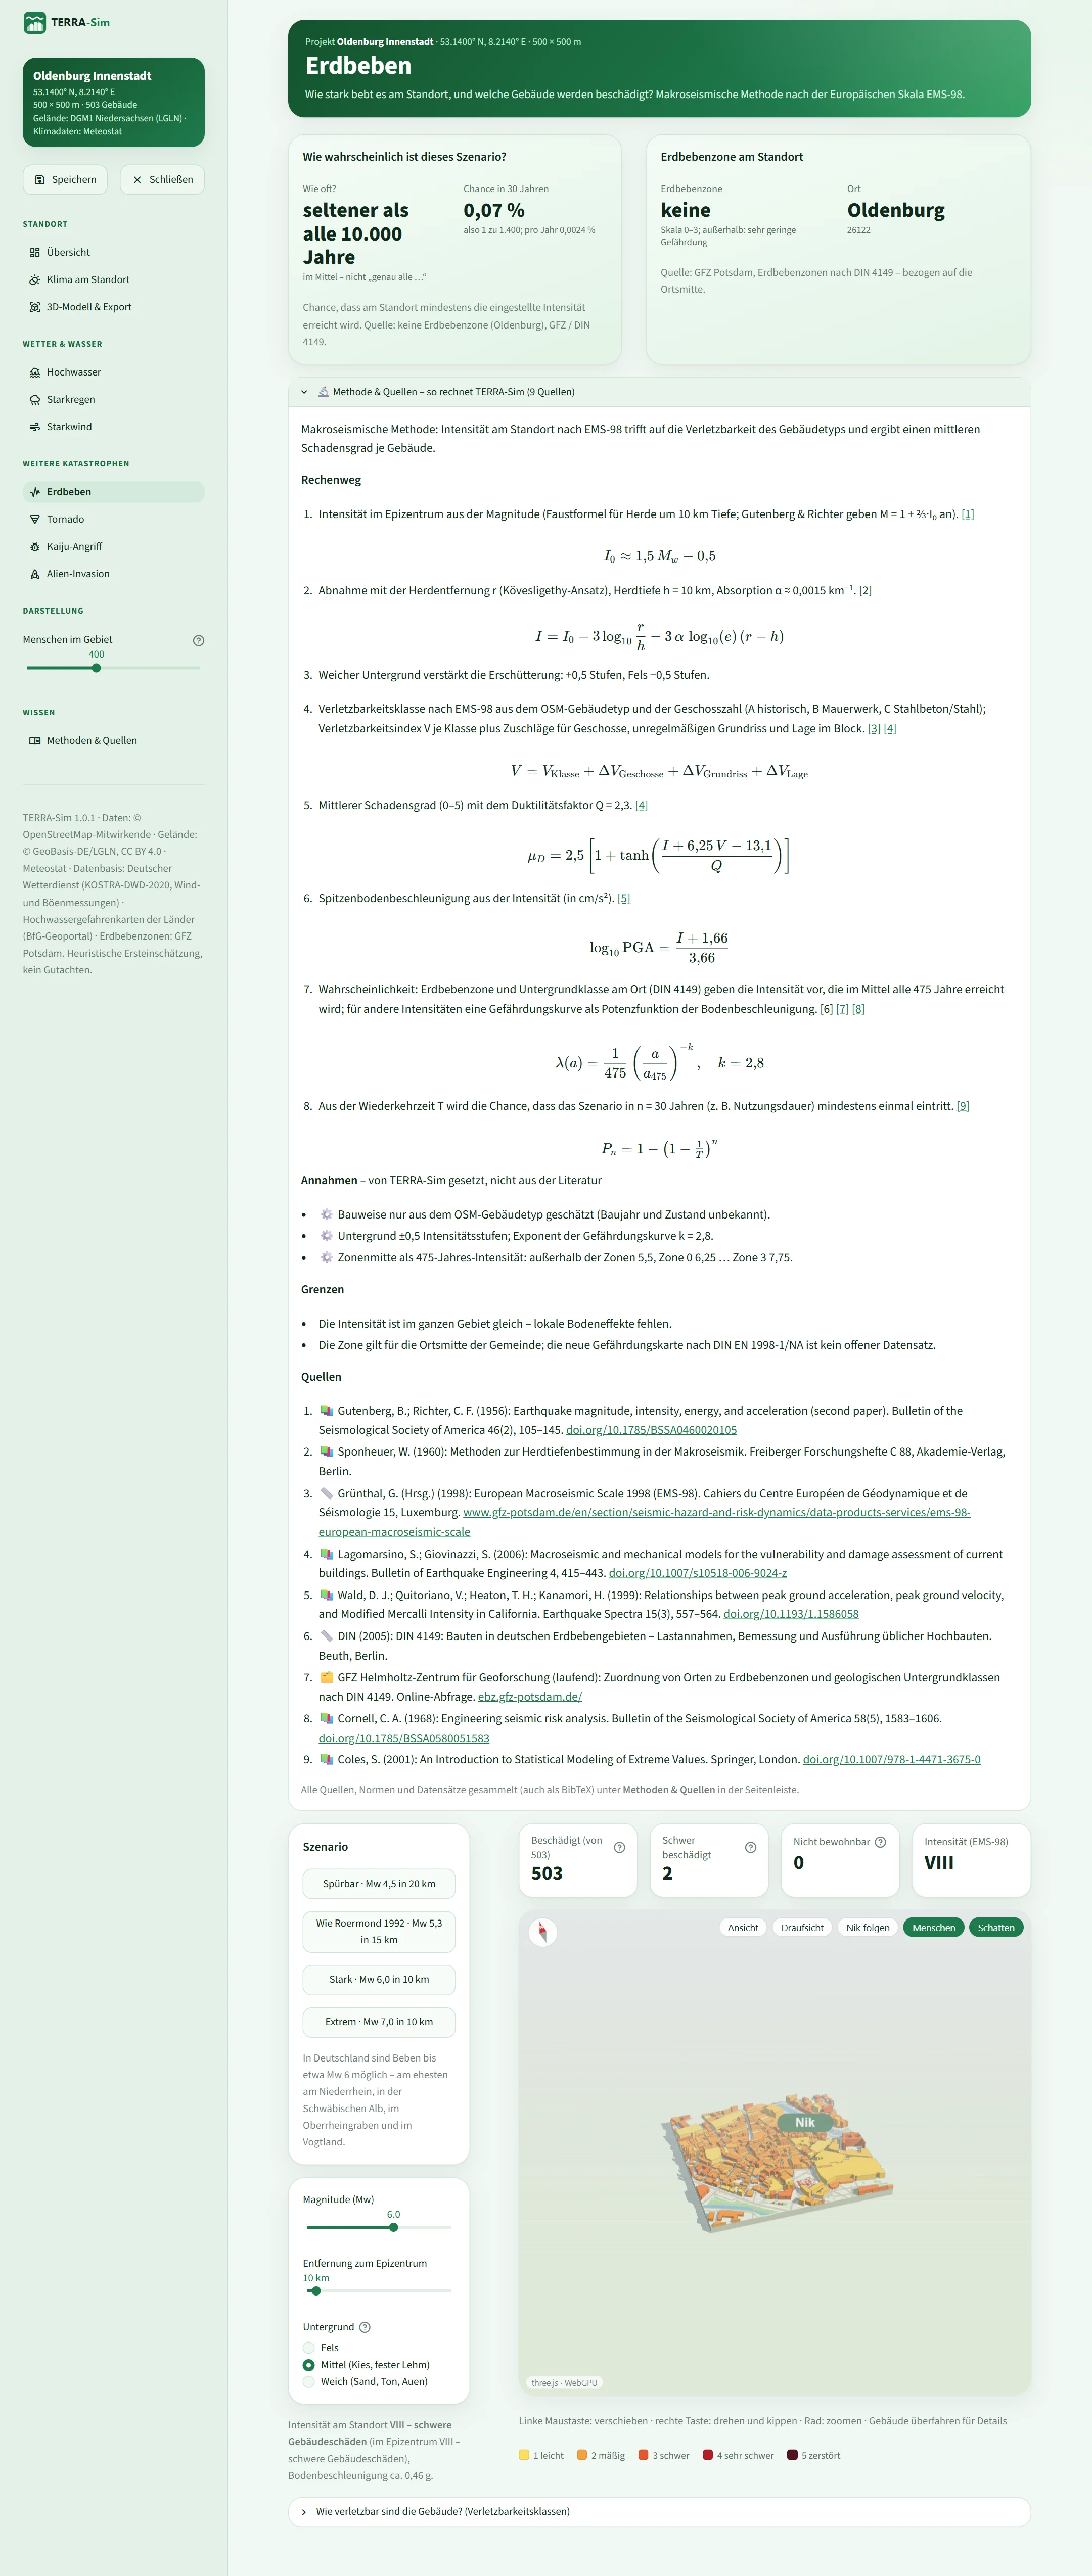 TERRA-Sim
Oldenburg Innenstadt
53.1400° N, 8.2140° E
500 × 500 m · 503 Gebäude
Gelände: DGM1 Niedersachsen (LGLN) ·
Klimadaten: Meteostat
Speichern
Schließen
STANDORT
Übersicht
Klima am Standort
3D-Modell & Export
WETTER & WASSER
Hochwasser
Starkregen
Starkwind
WEITERE KATASTROPHEN
Erdbeben
Tornado
Kaiju-Angriff
Alien-Invasion
DARSTELLUNG
Menschen im Gebiet
400
WISSEN
Methoden & Quellen
TERRA-Sim 1.0.1 · Daten: ©
OpenStreetMap-Mitwirkende · Gelände:
© GeoBasis-DE/LGLN, CC BY 4.0 ·
Meteostat · Datenbasis: Deutscher
Wetterdienst (KOSTRA-DWD-2020, Wind-
und Böenmessungen) ·
Hochwassergefahrenkarten der Länder
(BfG-Geoportal) · Erdbebenzonen: GFZ
Potsdam. Heuristische Ersteinschätzung,
kein Gutachten.
Projekt Oldenburg Innenstadt · 53.1400° N, 8.2140° E · 500 × 500 m
Erdbeben
Wie stark bebt es am Standort, und welche Gebäude werden beschädigt? Makroseismische Methode nach der Europäischen Skala EMS-98.
Wie wahrscheinlich ist dieses Szenario?
Wie oft?
seltener als
alle 10.000
Jahre
im Mittel – nicht „genau alle …“
Chance in 30 Jahren
0,07 %
also 1 zu 1.400; pro Jahr 0,0024 %
Chance, dass am Standort mindestens die eingestellte Intensität
erreicht wird. Quelle: keine Erdbebenzone (Oldenburg), GFZ / DIN
4149.
Erdbebenzone am Standort
Erdbebenzone
keine
Skala 0–3; außerhalb: sehr geringe
Gefährdung
Ort
Oldenburg
26122
Quelle: GFZ Potsdam, Erdbebenzonen nach DIN 4149 – bezogen auf die
Ortsmitte.
Methode & Quellen – so rechnet TERRA-Sim (9 Quellen)
Makroseismische Methode: Intensität am Standort nach EMS-98 trifft auf die Verletzbarkeit des Gebäudetyps und ergibt einen mittleren
Schadensgrad je Gebäude.
Rechenweg
1. Intensität im Epizentrum aus der Magnitude (Faustformel für Herde um 10 km Tiefe; Gutenberg & Richter geben M = 1 + ⅔·I₀ an). [1]
I₀ ≈ 1,5 M_w − 0,5
2. Abnahme mit der Herdentfernung r (Kövesligethy-Ansatz), Herdtiefe h = 10 km, Absorption α ≈ 0,0015 km⁻¹. [2]
I = I₀ − 3 log₁₀ r/h − 3 α log₁₀(e) (r − h)
3. Weicher Untergrund verstärkt die Erschütterung: +0,5 Stufen, Fels −0,5 Stufen.
4. Verletzbarkeitsklasse nach EMS-98 aus dem OSM-Gebäudetyp und der Geschosszahl (A historisch, B Mauerwerk, C Stahlbeton/Stahl);
Verletzbarkeitsindex V je Klasse plus Zuschläge für Geschosse, unregelmäßigen Grundriss und Lage im Block. [3] [4]
V = V_Klasse + ΔV_Geschosse + ΔV_Grundriss + ΔV_Lage
5. Mittlerer Schadensgrad (0–5) mit dem Duktilitätsfaktor Q = 2,3. [4]
μ_D = 2,5 [1 + tanh((I + 6,25 V − 13,1)/Q)]
6. Spitzenbodenbeschleunigung aus der Intensität (in cm/s²). [5]
log₁₀ PGA = (I + 1,66)/3,66
7. Wahrscheinlichkeit: Erdbebenzone und Untergrundklasse am Ort (DIN 4149) geben die Intensität vor, die im Mittel alle 475 Jahre erreicht
wird; für andere Intensitäten eine Gefährdungskurve als Potenzfunktion der Bodenbeschleunigung. [6] [7] [8]
λ(a) = 1/475 (a/a₄₇₅)^−k , k = 2,8
8. Aus der Wiederkehrzeit T wird die Chance, dass das Szenario in n = 30 Jahren (z. B. Nutzungsdauer) mindestens einmal eintritt. [9]
P_n = 1 − (1 − 1/T)^n
Annahmen – von TERRA-Sim gesetzt, nicht aus der Literatur
• Bauweise nur aus dem OSM-Gebäudetyp geschätzt (Baujahr und Zustand unbekannt).
• Untergrund ±0,5 Intensitätsstufen; Exponent der Gefährdungskurve k = 2,8.
• Zonenmitte als 475-Jahres-Intensität: außerhalb der Zonen 5,5, Zone 0 6,25 … Zone 3 7,75.
Grenzen
• Die Intensität ist im ganzen Gebiet gleich – lokale Bodeneffekte fehlen.
• Die Zone gilt für die Ortsmitte der Gemeinde; die neue Gefährdungskarte nach DIN EN 1998-1/NA ist kein offener Datensatz.
Quellen
1. Gutenberg, B.; Richter, C. F. (1956): Earthquake magnitude, intensity, energy, and acceleration (second paper). Bulletin of the
Seismological Society of America 46(2), 105–145. doi.org/10.1785/BSSA0460020105
2. Sponheuer, W. (1960): Methoden zur Herdtiefenbestimmung in der Makroseismik. Freiberger Forschungshefte C 88, Akademie-Verlag,
Berlin.
3. Grünthal, G. (Hrsg.) (1998): European Macroseismic Scale 1998 (EMS-98). Cahiers du Centre Européen de Géodynamique et de
Séismologie 15, Luxemburg. www.gfz-potsdam.de/en/section/seismic-hazard-and-risk-dynamics/data-products-services/ems-98-
european-macroseismic-scale
4. Lagomarsino, S.; Giovinazzi, S. (2006): Macroseismic and mechanical models for the vulnerability and damage assessment of current
buildings. Bulletin of Earthquake Engineering 4, 415–443. doi.org/10.1007/s10518-006-9024-z
5. Wald, D. J.; Quitoriano, V.; Heaton, T. H.; Kanamori, H. (1999): Relationships between peak ground acceleration, peak ground velocity,
and Modified Mercalli Intensity in California. Earthquake Spectra 15(3), 557–564. doi.org/10.1193/1.1586058
6. DIN (2005): DIN 4149: Bauten in deutschen Erdbebengebieten – Lastannahmen, Bemessung und Ausführung üblicher Hochbauten.
Beuth, Berlin.
7. GFZ Helmholtz-Zentrum für Geoforschung (laufend): Zuordnung von Orten zu Erdbebenzonen und geologischen Untergrundklassen
nach DIN 4149. Online-Abfrage. ebz.gfz-potsdam.de/
8. Cornell, C. A. (1968): Engineering seismic risk analysis. Bulletin of the Seismological Society of America 58(5), 1583–1606.
doi.org/10.1785/BSSA0580051583
9. Coles, S. (2001): An Introduction to Statistical Modeling of Extreme Values. Springer, London. doi.org/10.1007/978-1-4471-3675-0
Alle Quellen, Normen und Datensätze gesammelt (auch als BibTeX) unter Methoden & Quellen in der Seitenleiste.
Szenario
Spürbar · Mw 4,5 in 20 km
Wie Roermond 1992 · Mw 5,3
in 15 km
Stark · Mw 6,0 in 10 km
Extrem · Mw 7,0 in 10 km
In Deutschland sind Beben bis
etwa Mw 6 möglich – am ehesten
am Niederrhein, in der
Schwäbischen Alb, im
Oberrheingraben und im
Vogtland.
Magnitude (Mw)
6.0
Entfernung zum Epizentrum
10 km
Untergrund
Fels
Mittel (Kies, fester Lehm)
Weich (Sand, Ton, Auen)
Intensität am Standort VIII – schwere
Gebäudeschäden (im Epizentrum VIII –
schwere Gebäudeschäden),
Bodenbeschleunigung ca. 0,46 g.
Beschädigt (von
503)
503
Schwer
beschädigt
2
Nicht bewohnbar
0
Intensität (EMS-98)
VIII
Ansicht
Draufsicht
Nik folgen
Menschen
Schatten
Nik
three.js · WebGPU
Linke Maustaste: verschieben · rechte Taste: drehen und kippen · Rad: zoomen · Gebäude überfahren für Details
1 leicht
2 mäßig
3 schwer
4 sehr schwer
5 zerstört
Wie verletzbar sind die Gebäude? (Verletzbarkeitsklassen)